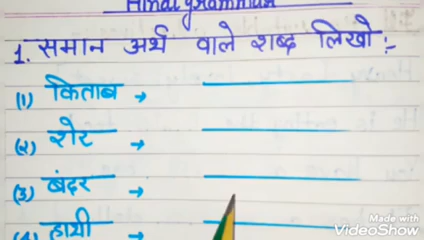 Hindi grammar
1. समान अर्थ वाले शब्द लिखो :-
(1) किताब →
(2) शेर →
(3) बंदर →
(4) हाथी →
Made with
VideoShow